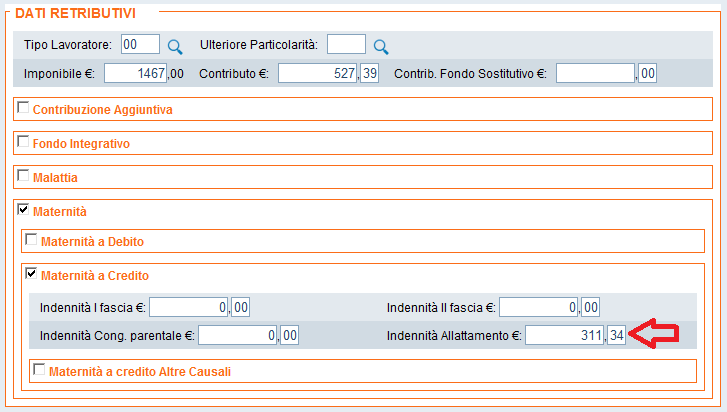 DATI RETRIBUTIVI
Tipo Lavoratore: 00 Ulteriore Particolarità:
Imponibile €: 1467,00 Contributo €: 527,39 Contrib. Fondo Sostitutivo €: ,00
Contribuzione Aggiuntiva
Fondo Integrativo
Malattia
Maternità
Maternità a Debito
Maternità a Credito
Indennità I fascia €: 0,00 Indennità II fascia €: 0,00
Indennità Cong. parentale €: 0,00 Indennità Allattamento €: 311,34
Maternità a credito Altre Causali